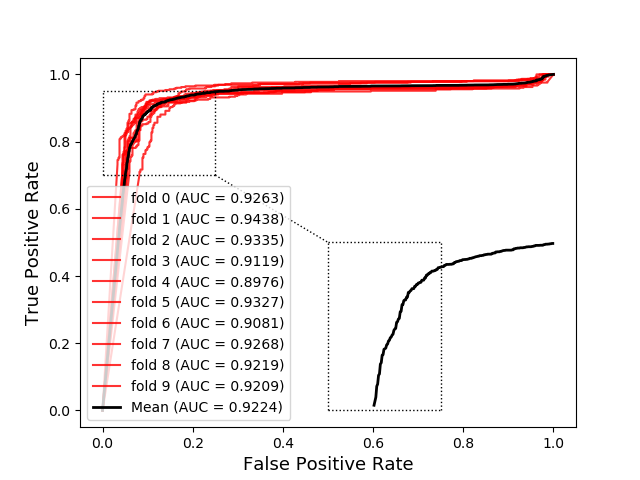 1.0
0.8
0.6
0.4
0.2
0.0
True Positive Rate
fold 0 (AUC = 0.9263)
fold 1 (AUC = 0.9438)
fold 2 (AUC = 0.9335)
fold 3 (AUC = 0.9119)
fold 4 (AUC = 0.8976)
fold 5 (AUC = 0.9327)
fold 6 (AUC = 0.9081)
fold 7 (AUC = 0.9268)
fold 8 (AUC = 0.9219)
fold 9 (AUC = 0.9209)
Mean (AUC = 0.9224)
0.0 0.2 0.4 0.6 0.8 1.0
False Positive Rate